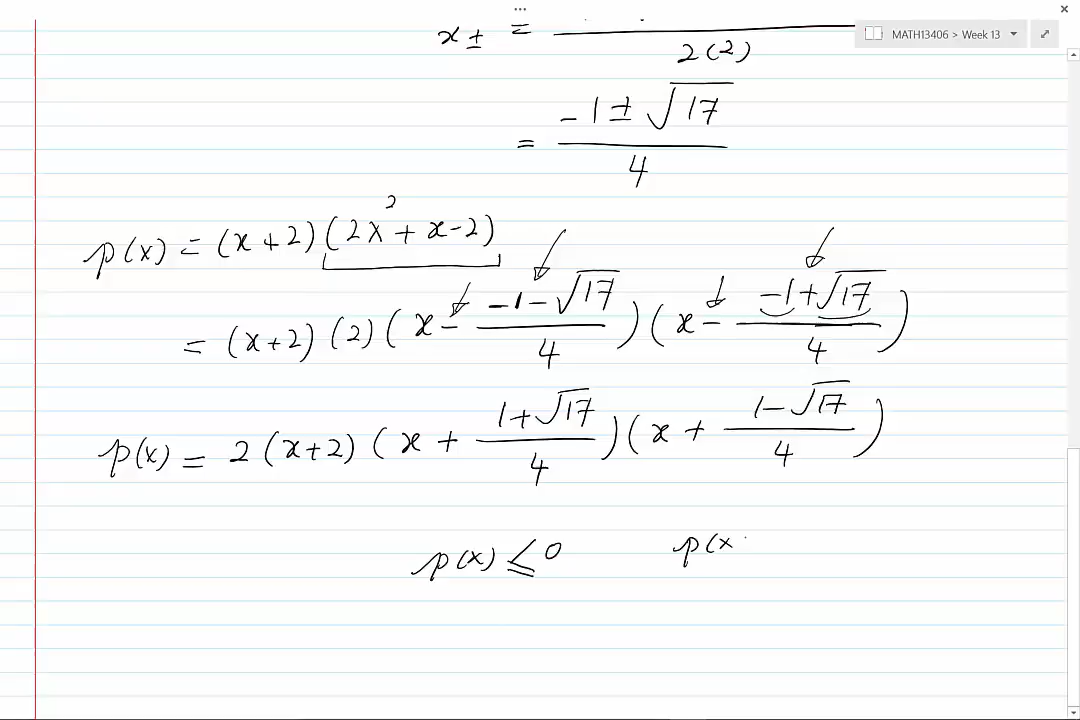 MATH13406 > Week 13
x± =
2(2)
= (-1 ± √17)/4
p(x) = (x+2)(2x² + x-2)
= (x+2)(2)(x - (-1-√17)/4)(x - (-1+√17)/4)
p(x) = 2(x+2)(x + (1+√17)/4)(x + (1-√17)/4)
p(x) ≤ 0 p(x